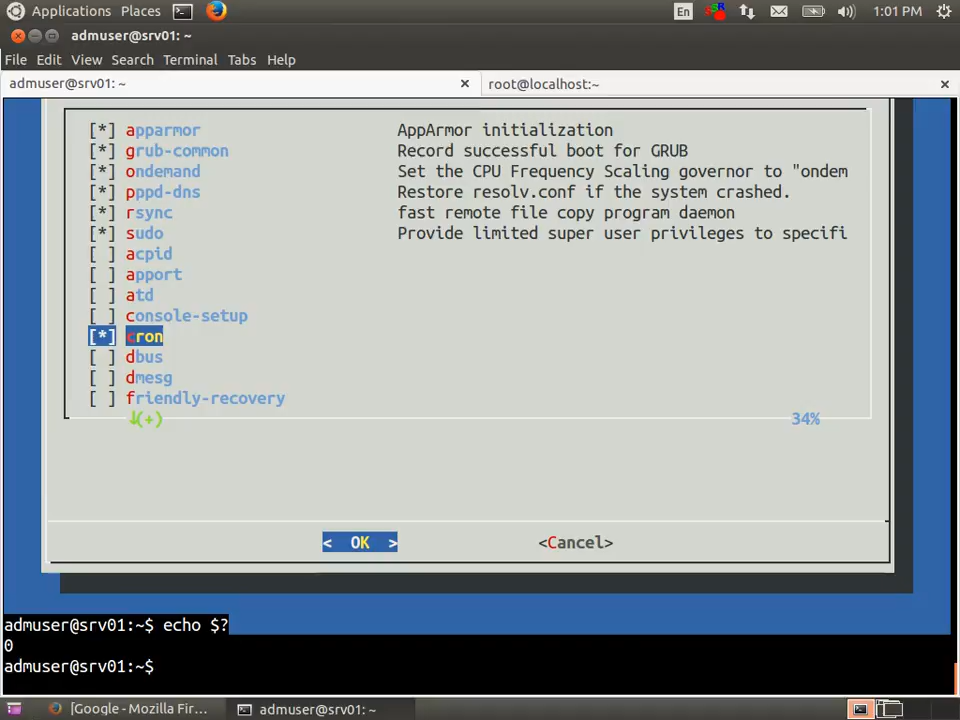 Applications Places En 1:01 PM
admuser@srv01: ~
File Edit View Search Terminal Tabs Help
admuser@srv01: ~ × root@localhost:~ ×
[*] apparmor AppArmor initialization
[*] grub-common Record successful boot for GRUB
[*] ondemand Set the CPU Frequency Scaling governor to "ondem
[*] pppd-dns Restore resolv.conf if the system crashed.
[*] rsync fast remote file copy program daemon
[*] sudo Provide limited super user privileges to specifi
[ ] acpid
[ ] apport
[ ] atd
[ ] console-setup
[*] cron
[ ] dbus
[ ] dmesg
[ ] friendly-recovery
↓(+) 34%
< OK > <Cancel>
admuser@srv01:~$ echo $?
0
admuser@srv01:~$
[Google - Mozilla Fir... admuser@srv01: ~